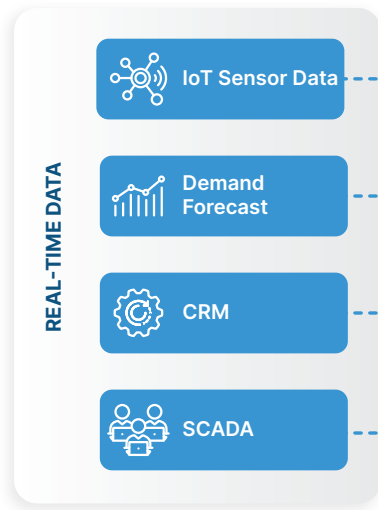 REAL-TIME DATA
IoT Sensor Data
Demand
Forecast
CRM
SCADA